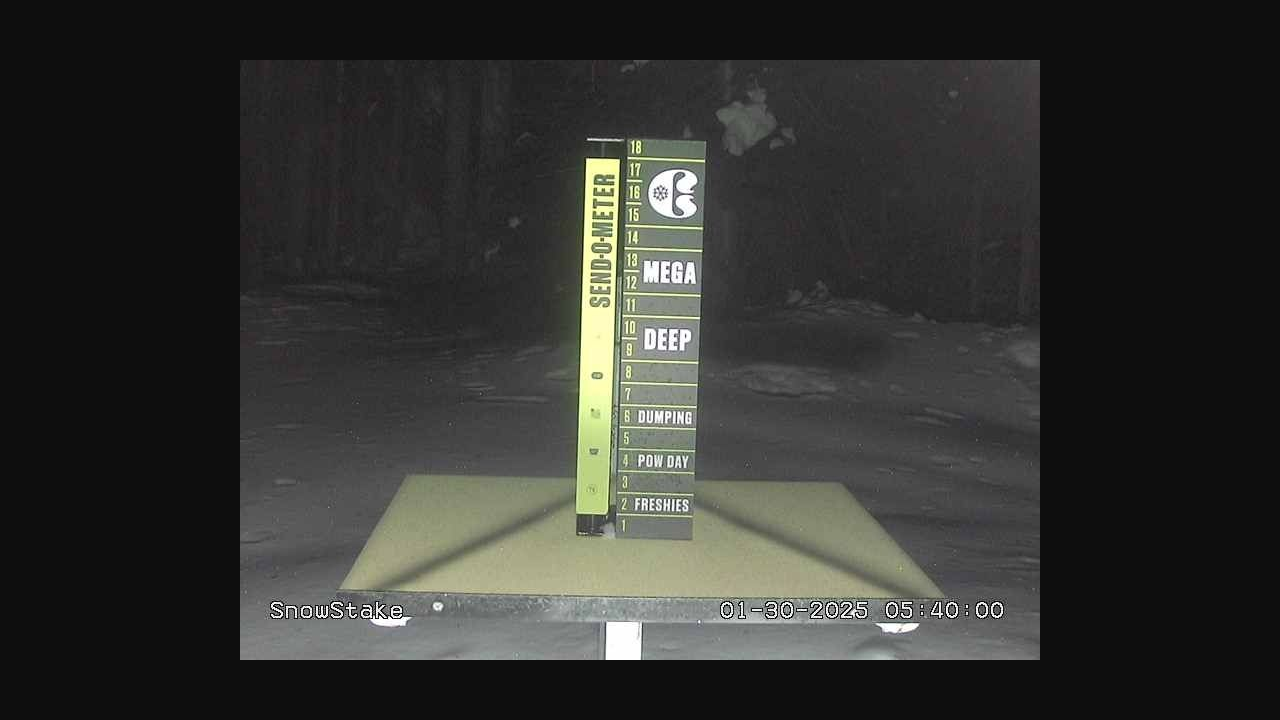 SEND-O-METER
18
17
16
15
14
13
12 MEGA
11
10
9 DEEP
8
7
6 DUMPING
5
4 POW DAY
3
2 FRESHIES
1
SnowStake
01-30-2025 05:40:00